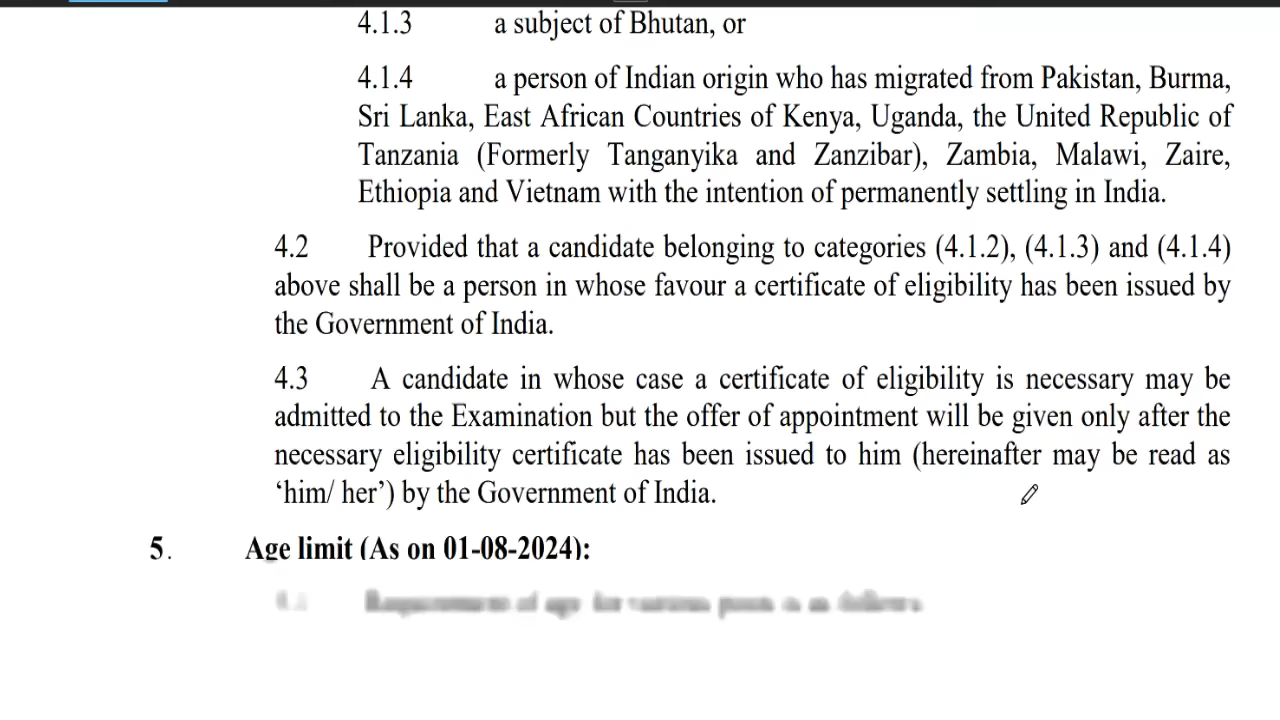 4.1.3 a subject of Bhutan, or
4.1.4 a person of Indian origin who has migrated from Pakistan, Burma,
Sri Lanka, East African Countries of Kenya, Uganda, the United Republic of
Tanzania (Formerly Tanganyika and Zanzibar), Zambia, Malawi, Zaire,
Ethiopia and Vietnam with the intention of permanently settling in India.
4.2 Provided that a candidate belonging to categories (4.1.2), (4.1.3) and (4.1.4)
above shall be a person in whose favour a certificate of eligibility has been issued by
the Government of India.
4.3 A candidate in whose case a certificate of eligibility is necessary may be
admitted to the Examination but the offer of appointment will be given only after the
necessary eligibility certificate has been issued to him (hereinafter may be read as
‘him/ her’) by the Government of India.
5. Age limit (As on 01-08-2024):